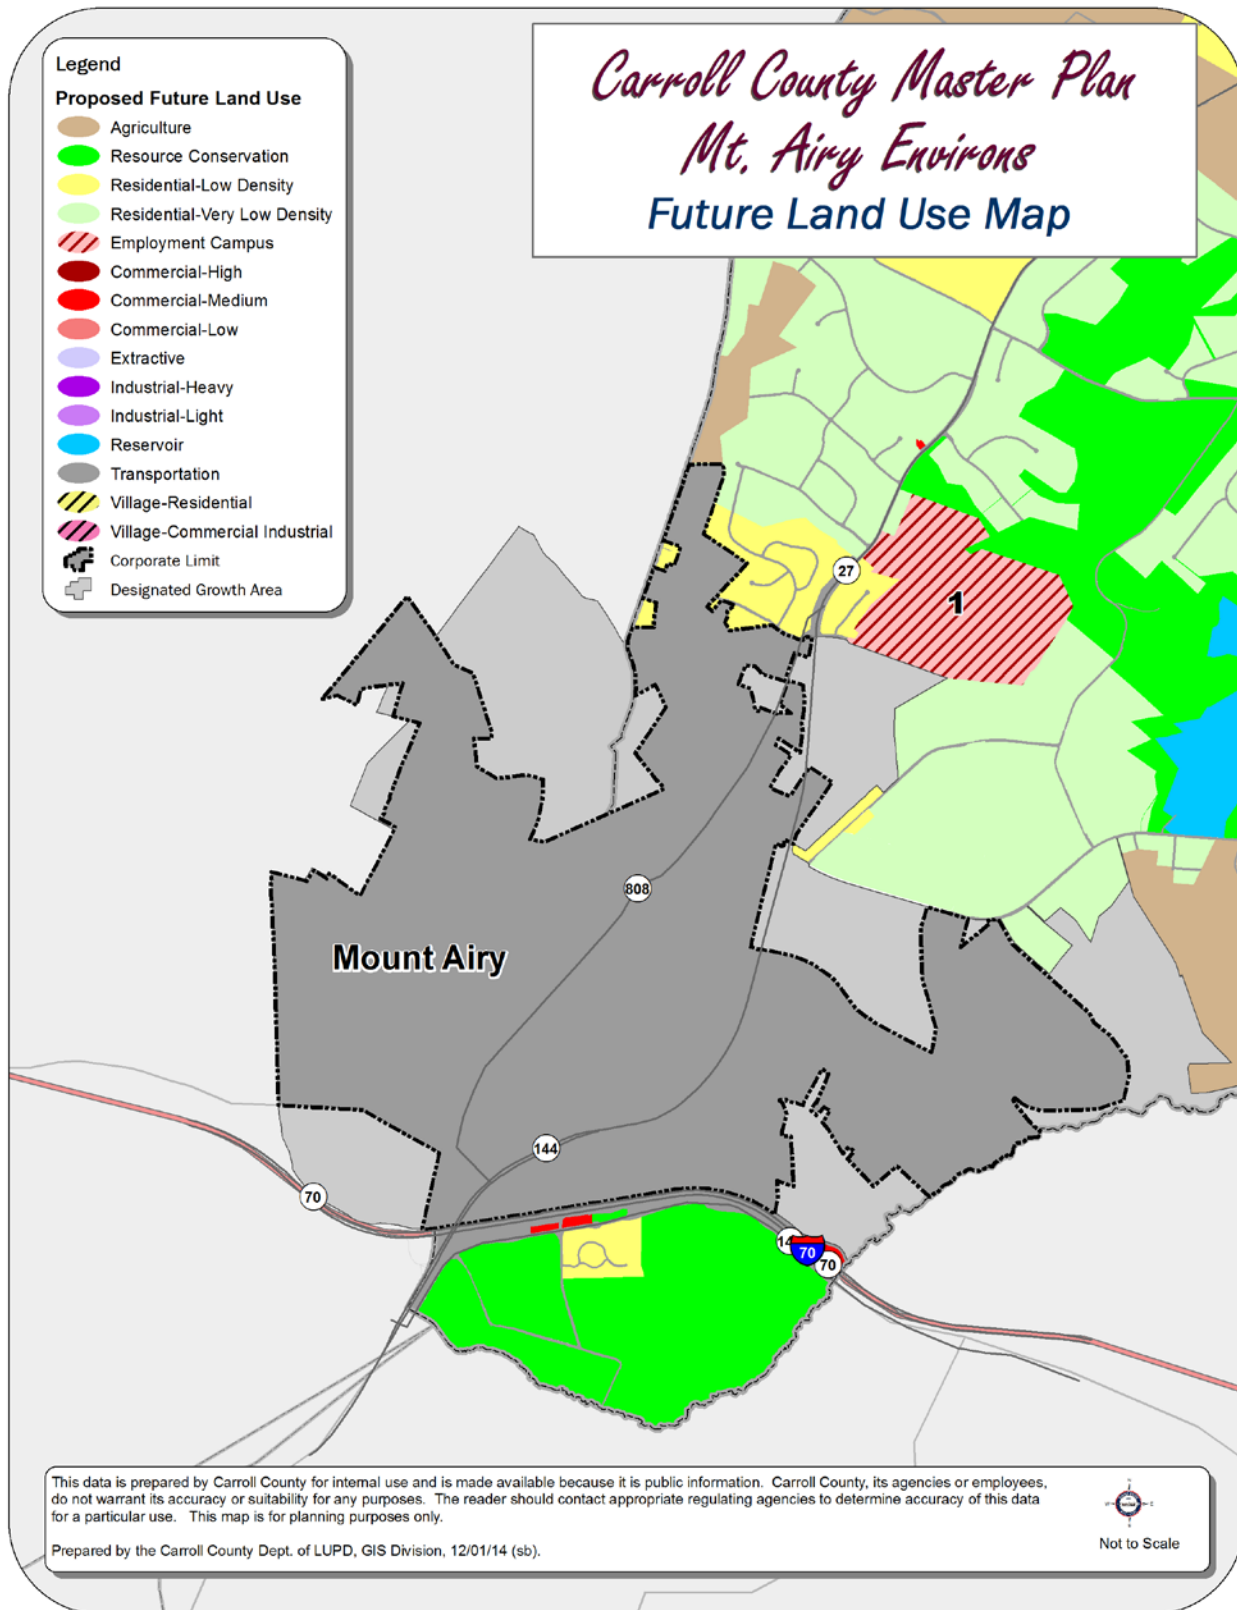 Carroll County Master Plan
Mt. Airy Environs
Future Land Use Map
Legend
Proposed Future Land Use
Agriculture
Resource Conservation
Residential-Low Density
Residential-Very Low Density
Employment Campus
Commercial-High
Commercial-Medium
Commercial-Low
Extractive
Industrial-Heavy
Industrial-Light
Reservoir
Transportation
Village-Residential
Village-Commercial Industrial
Corporate Limit
Designated Growth Area
27
1
808
Mount Airy
144
70
14
70
70
This data is prepared by Carroll County for internal use and is made available because it is public information. Carroll County, its agencies or employees,
do not warrant its accuracy or suitability for any purposes. The reader should contact appropriate regulating agencies to determine accuracy of this data
for a particular use. This map is for planning purposes only.
Prepared by the Carroll County Dept. of LUPD, GIS Division, 12/01/14 (sb).
Not to Scale